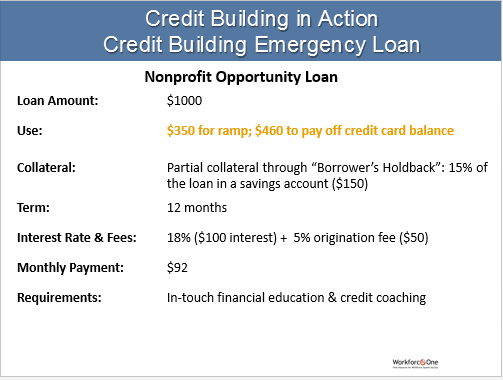 Credit Building in Action
Credit Building Emergency Loan
Nonprofit Opportunity Loan
Loan Amount: $1000
Use: $350 for ramp; $460 to pay off credit card balance
Collateral: Partial collateral through “Borrower’s Holdback”: 15% of
the loan in a savings account ($150)
Term: 12 months
Interest Rate & Fees: 18% ($100 interest) + 5% origination fee ($50)
Monthly Payment: $92
Requirements: In-touch financial education & credit coaching
Workforce One